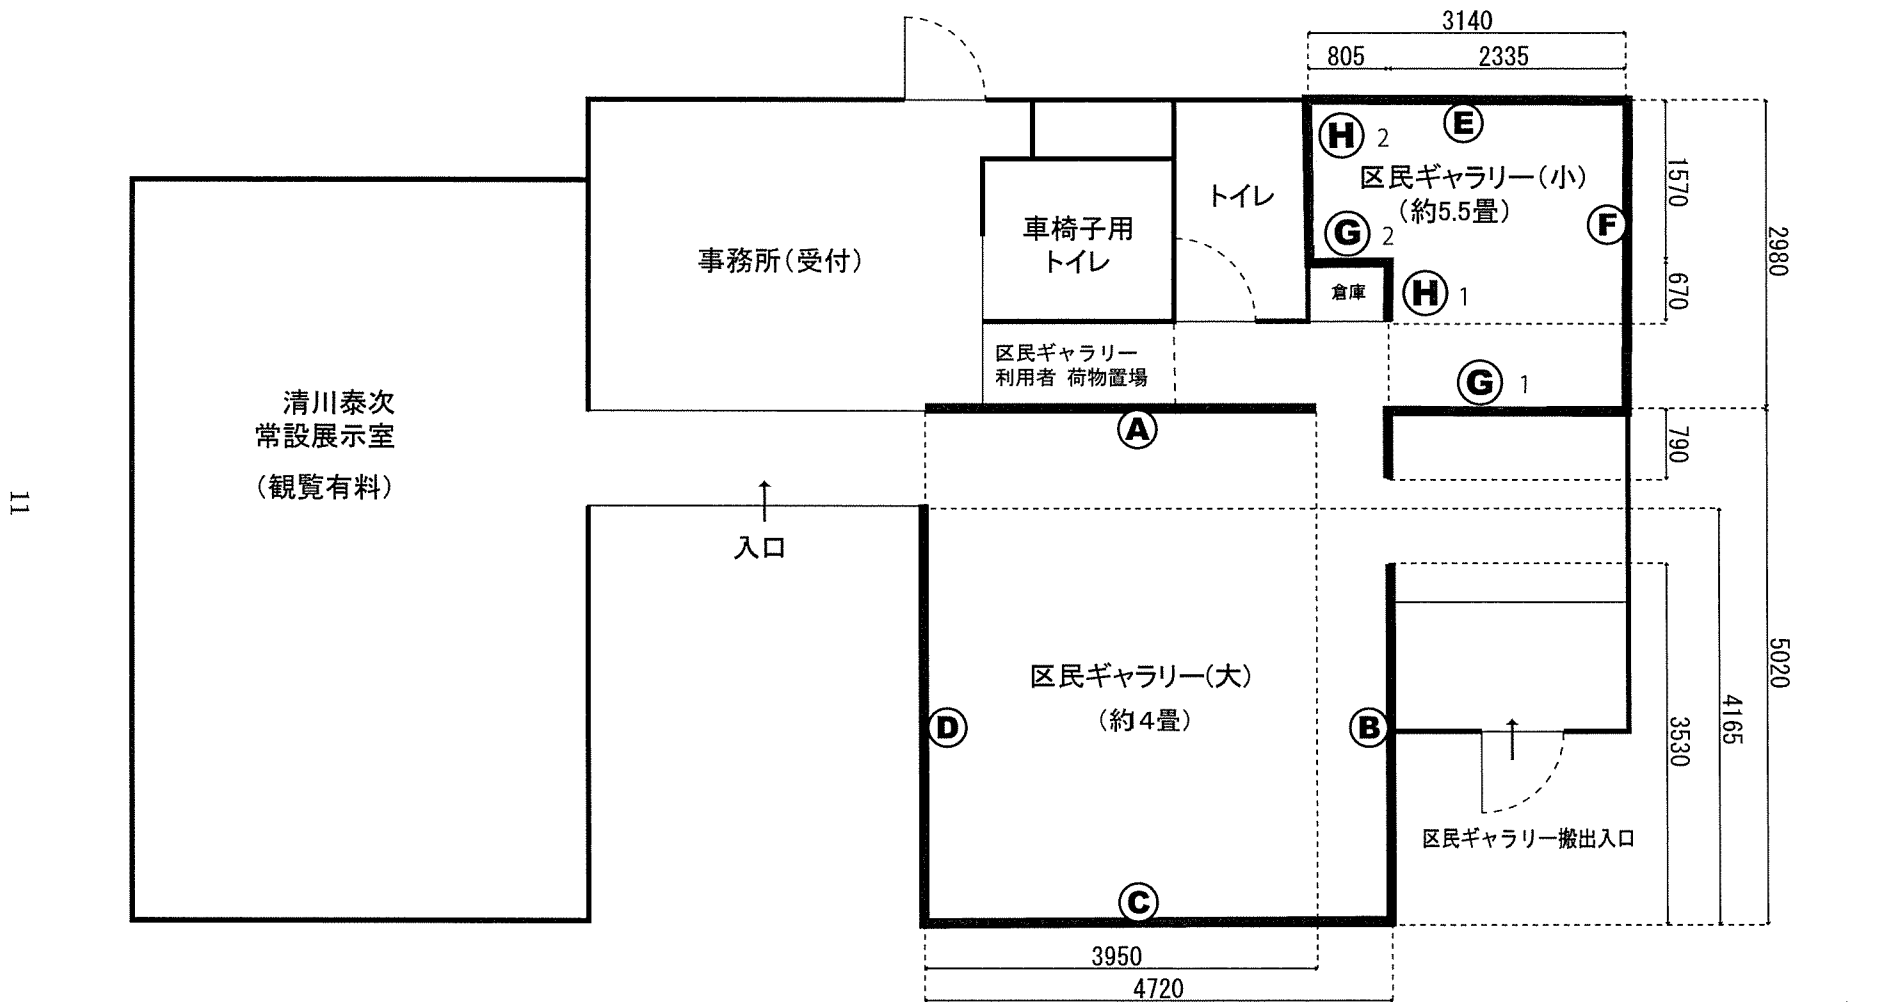 3140
805
2335
E
H 2
区民ギャラリー(小)
(約5.5畳)
G 2
F
H 1
G 1
倉庫
1570
670
2980
790
トイレ
車椅子用
トイレ
事務所(受付)
区民ギャラリー
利用者 荷物置場
A
清川泰次
常設展示室
(観覧有料)
入口
区民ギャラリー(大)
(約14畳)
D
B
C
5020
4165
3530
区民ギャラリー搬出入口
3950
4720
11